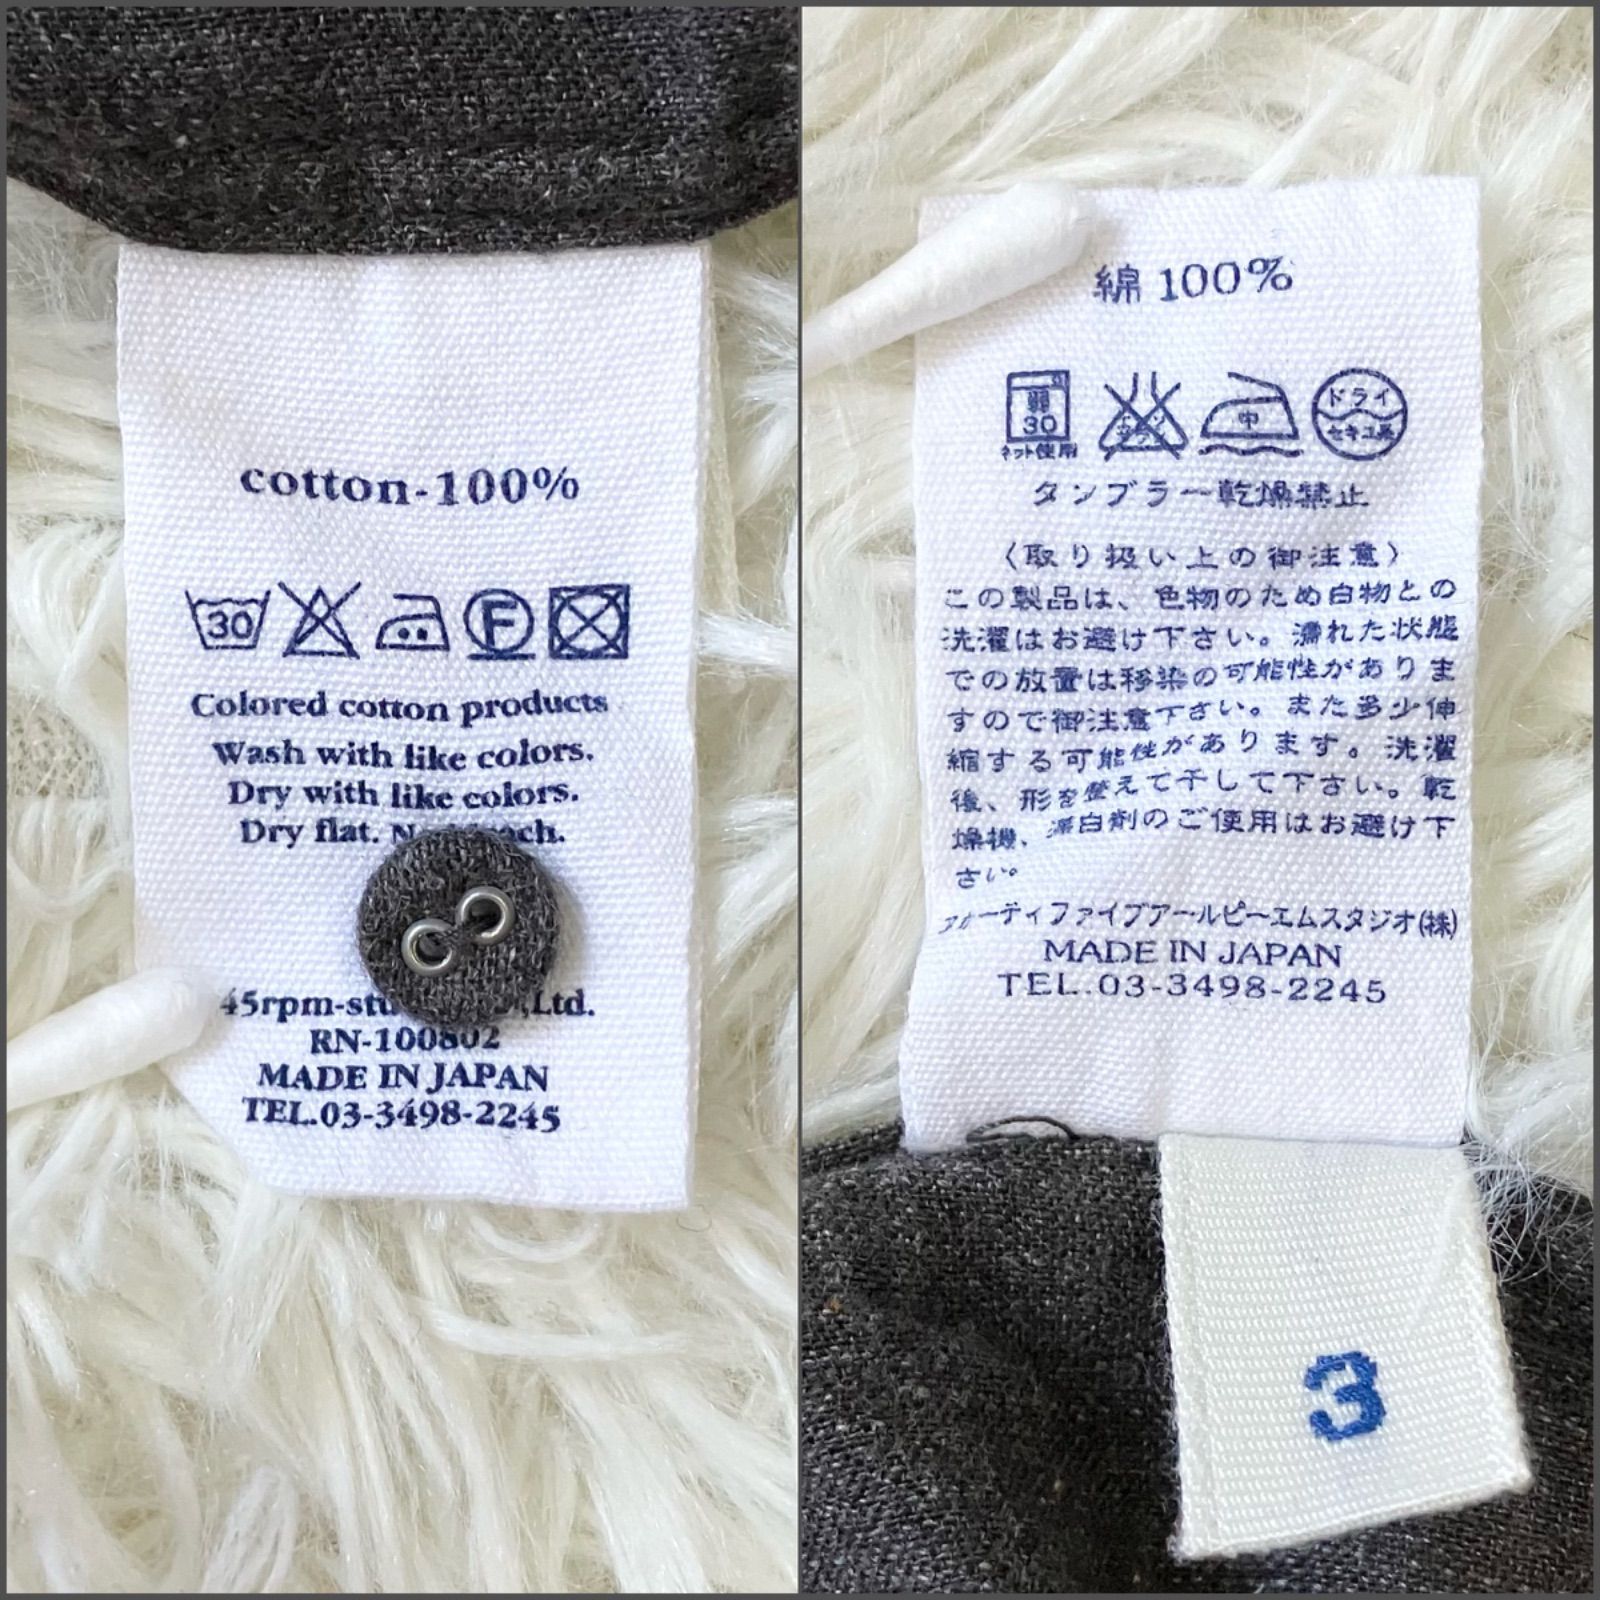 cotton-100%
30
F
Colored cotton products
Wash with like colors.
Dry with like colors.
Dry flat.
45rpm-stu ,Ltd.
RN-100802
MADE IN JAPAN
TEL.03-3498-2245
綿 100%
弱
30
ネット使用
中
ドライ
セキユ系
タンブラー乾燥禁止
〈取り扱い上の御注意〉
この製品は、色物のため白物との
洗濯はお避け下さい。濡れた状態
での放置は移染の可能性がありま
すので御注意下さい。また多少伸
縮する可能性があります。洗濯
後、形を整えて干して下さい。乾
燥機、漂白剤のご使用はお避け下
さい。
フォーティファイブアールピーエムスタジオ(株)
MADE IN JAPAN
TEL.03-3498-2245
3